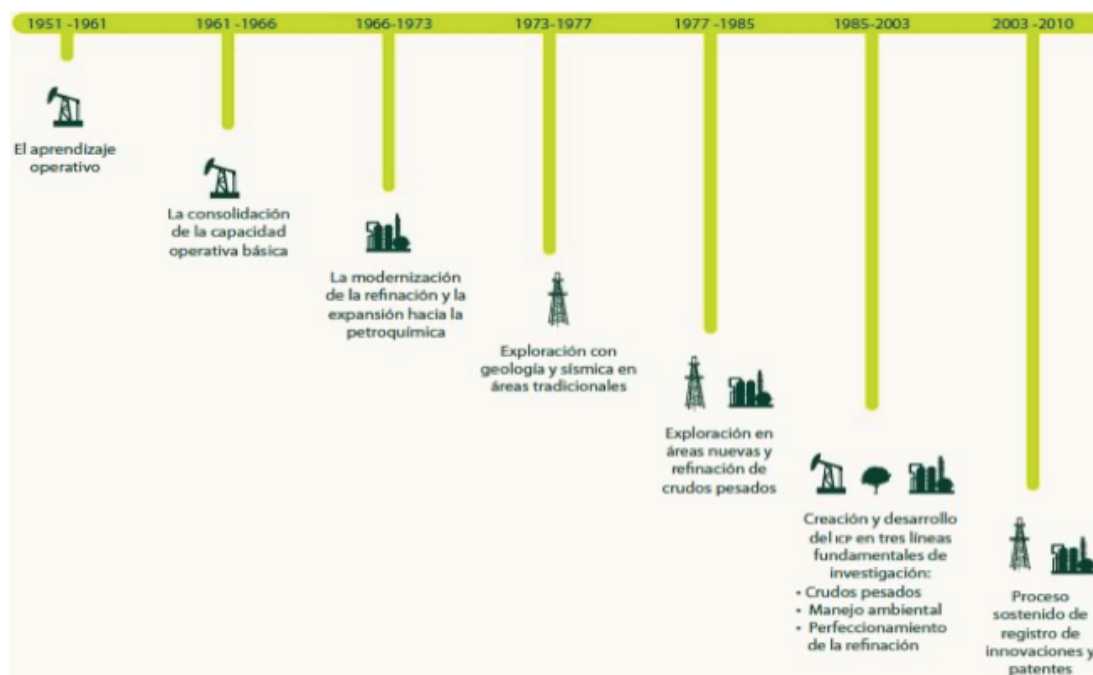 1951 -1961
1961 -1966
1966-1973
1973-1977
1977 -1985
1985-2003
2003 -2010
El aprendizaje
operativo
La consolidación
de la capacidad
operativa básica
La modernización
de la refinación y la
expansión hacia la
petroquímica
Exploración con
geología y sísmica en
áreas tradicionales
Exploración en
áreas nuevas y
refinación de
crudos pesados
Creación y desarrollo
del ICP en tres líneas
fundamentales de
investigación:
• Crudos pesados
• Manejo ambiental
• Perfeccionamiento
de la refinación
Proceso
sostenido de
registro de
innovaciones y
patentes